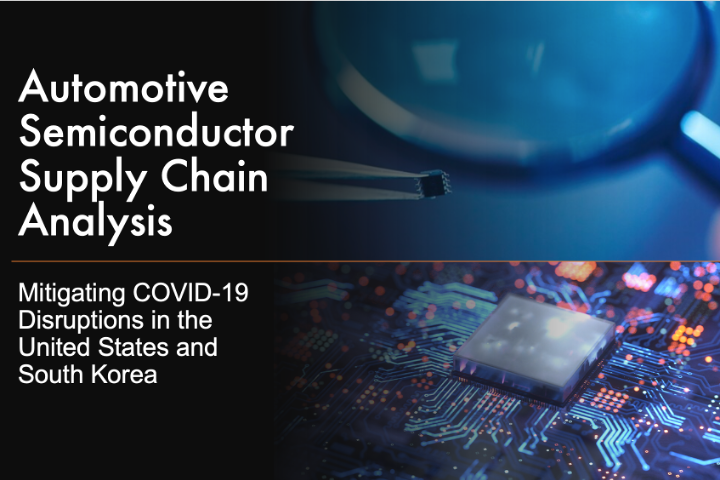 Automotive
Semiconductor
Supply Chain
Analysis
Mitigating COVID-19
Disruptions in the
United States and
South Korea